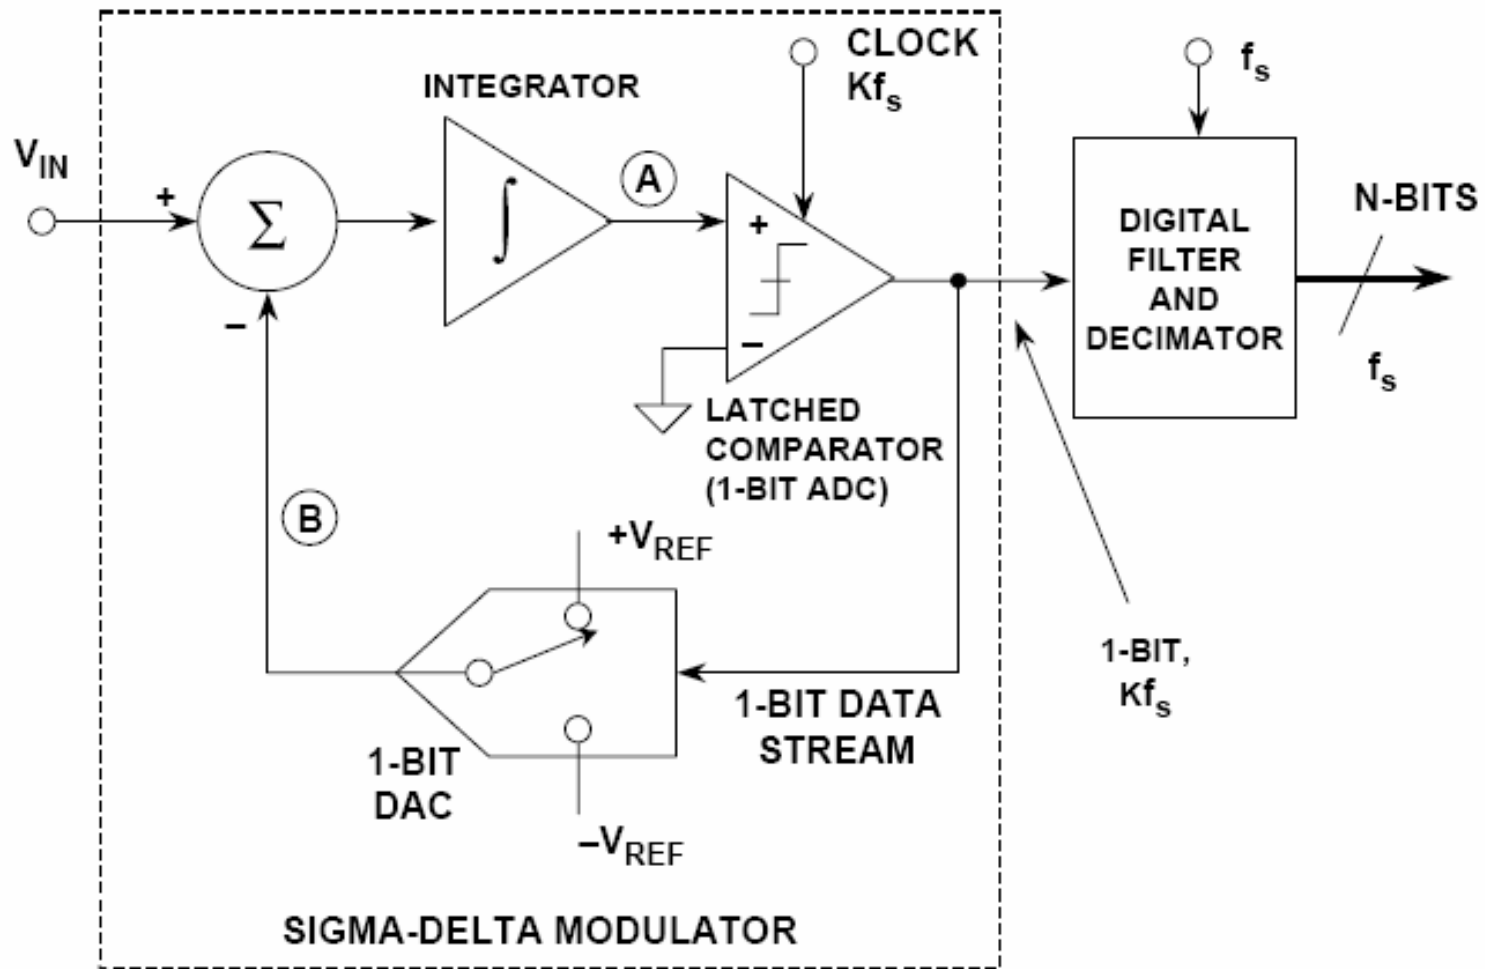 CLOCK
Kfs
fs
INTEGRATOR
VIN
A
N-BITS
+
Σ
∫
+
–
–
DIGITAL
FILTER
AND
DECIMATOR
fs
LATCHED
COMPARATOR
(1-BIT ADC)
B
+VREF
1-BIT DATA
STREAM
1-BIT,
Kfs
1-BIT
DAC
–VREF
SIGMA-DELTA MODULATOR